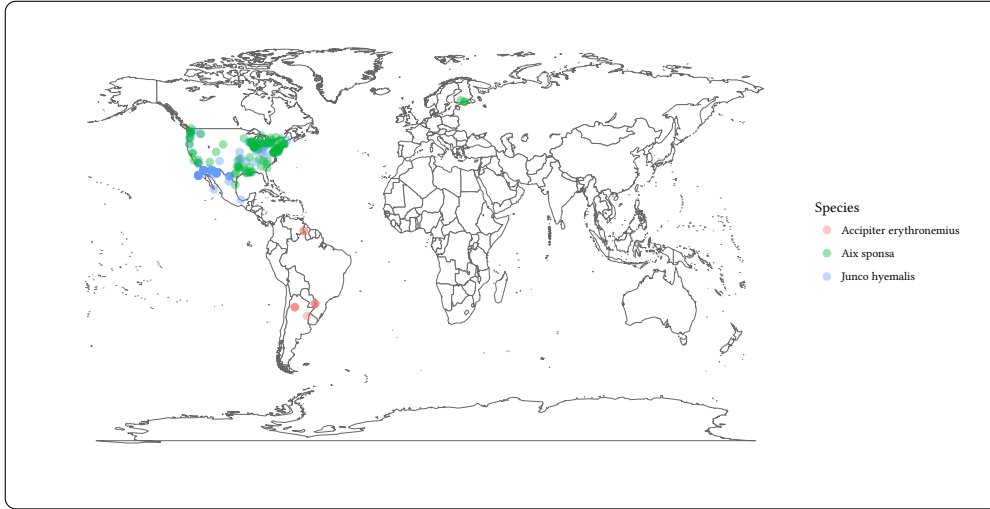 Species
Accipiter erythronemius
Aix sponsa
Junco hyemalis